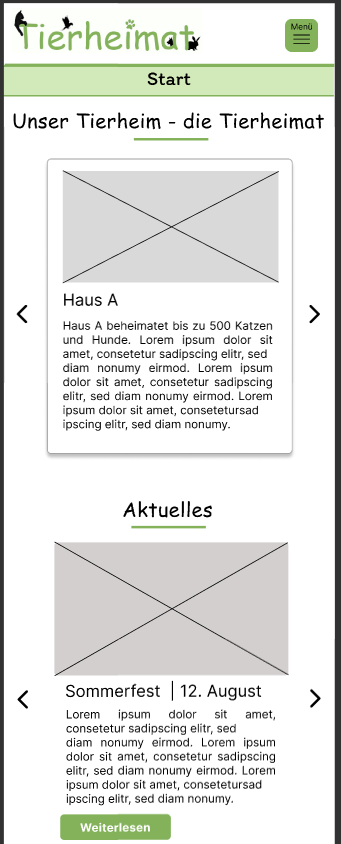 Tierheimat
Menü
Start
Unser Tierheim - die Tierheimat
Haus A
Haus A beheimatet bis zu 500 Katzen
und Hunde. Lorem ipsum dolor sit
amet, consetetur sadipscing elitr, sed
diam nonumy eirmod. Lorem ipsum
dolor sit amet, consetetur sadipscing
elitr, sed diam nonumy eirmod. Lorem
ipsum dolor sit amet, consetetursad
ipscing elitr, sed diam nonumy.
Aktuelles
Sommerfest | 12. August
Lorem ipsum dolor sit amet,
consetetur sadipscing elitr, sed
diam nonumy eirmod. Lorem ipsum
dolor sit amet, consetetur sadipscing
elitr, sed diam nonumy eirmod. Lorem
ipsum dolor sit amet, consetetursad
ipscing elitr, sed diam nonumy.
Weiterlesen